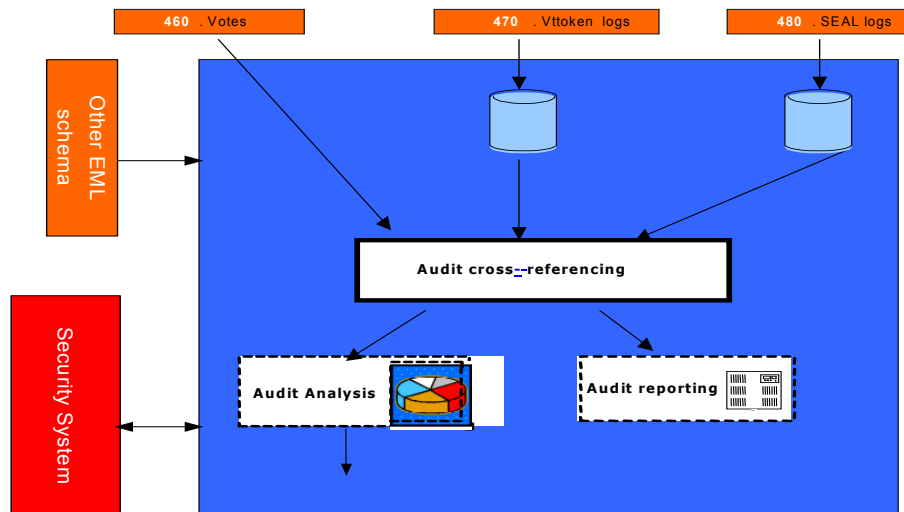 460 . Votes
470 . Vttoken logs
480 . SEAL logs
Other EML
schema
Audit cross--referencing
Security System
Audit Analysis
Audit reporting